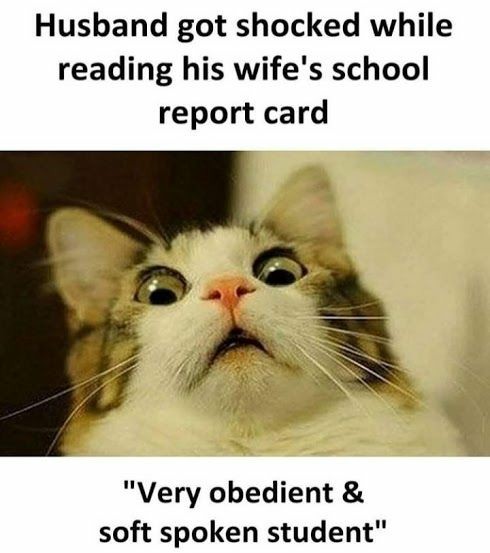 Husband got shocked while
reading his wife's school
report card
"Very obedient &
soft spoken student"